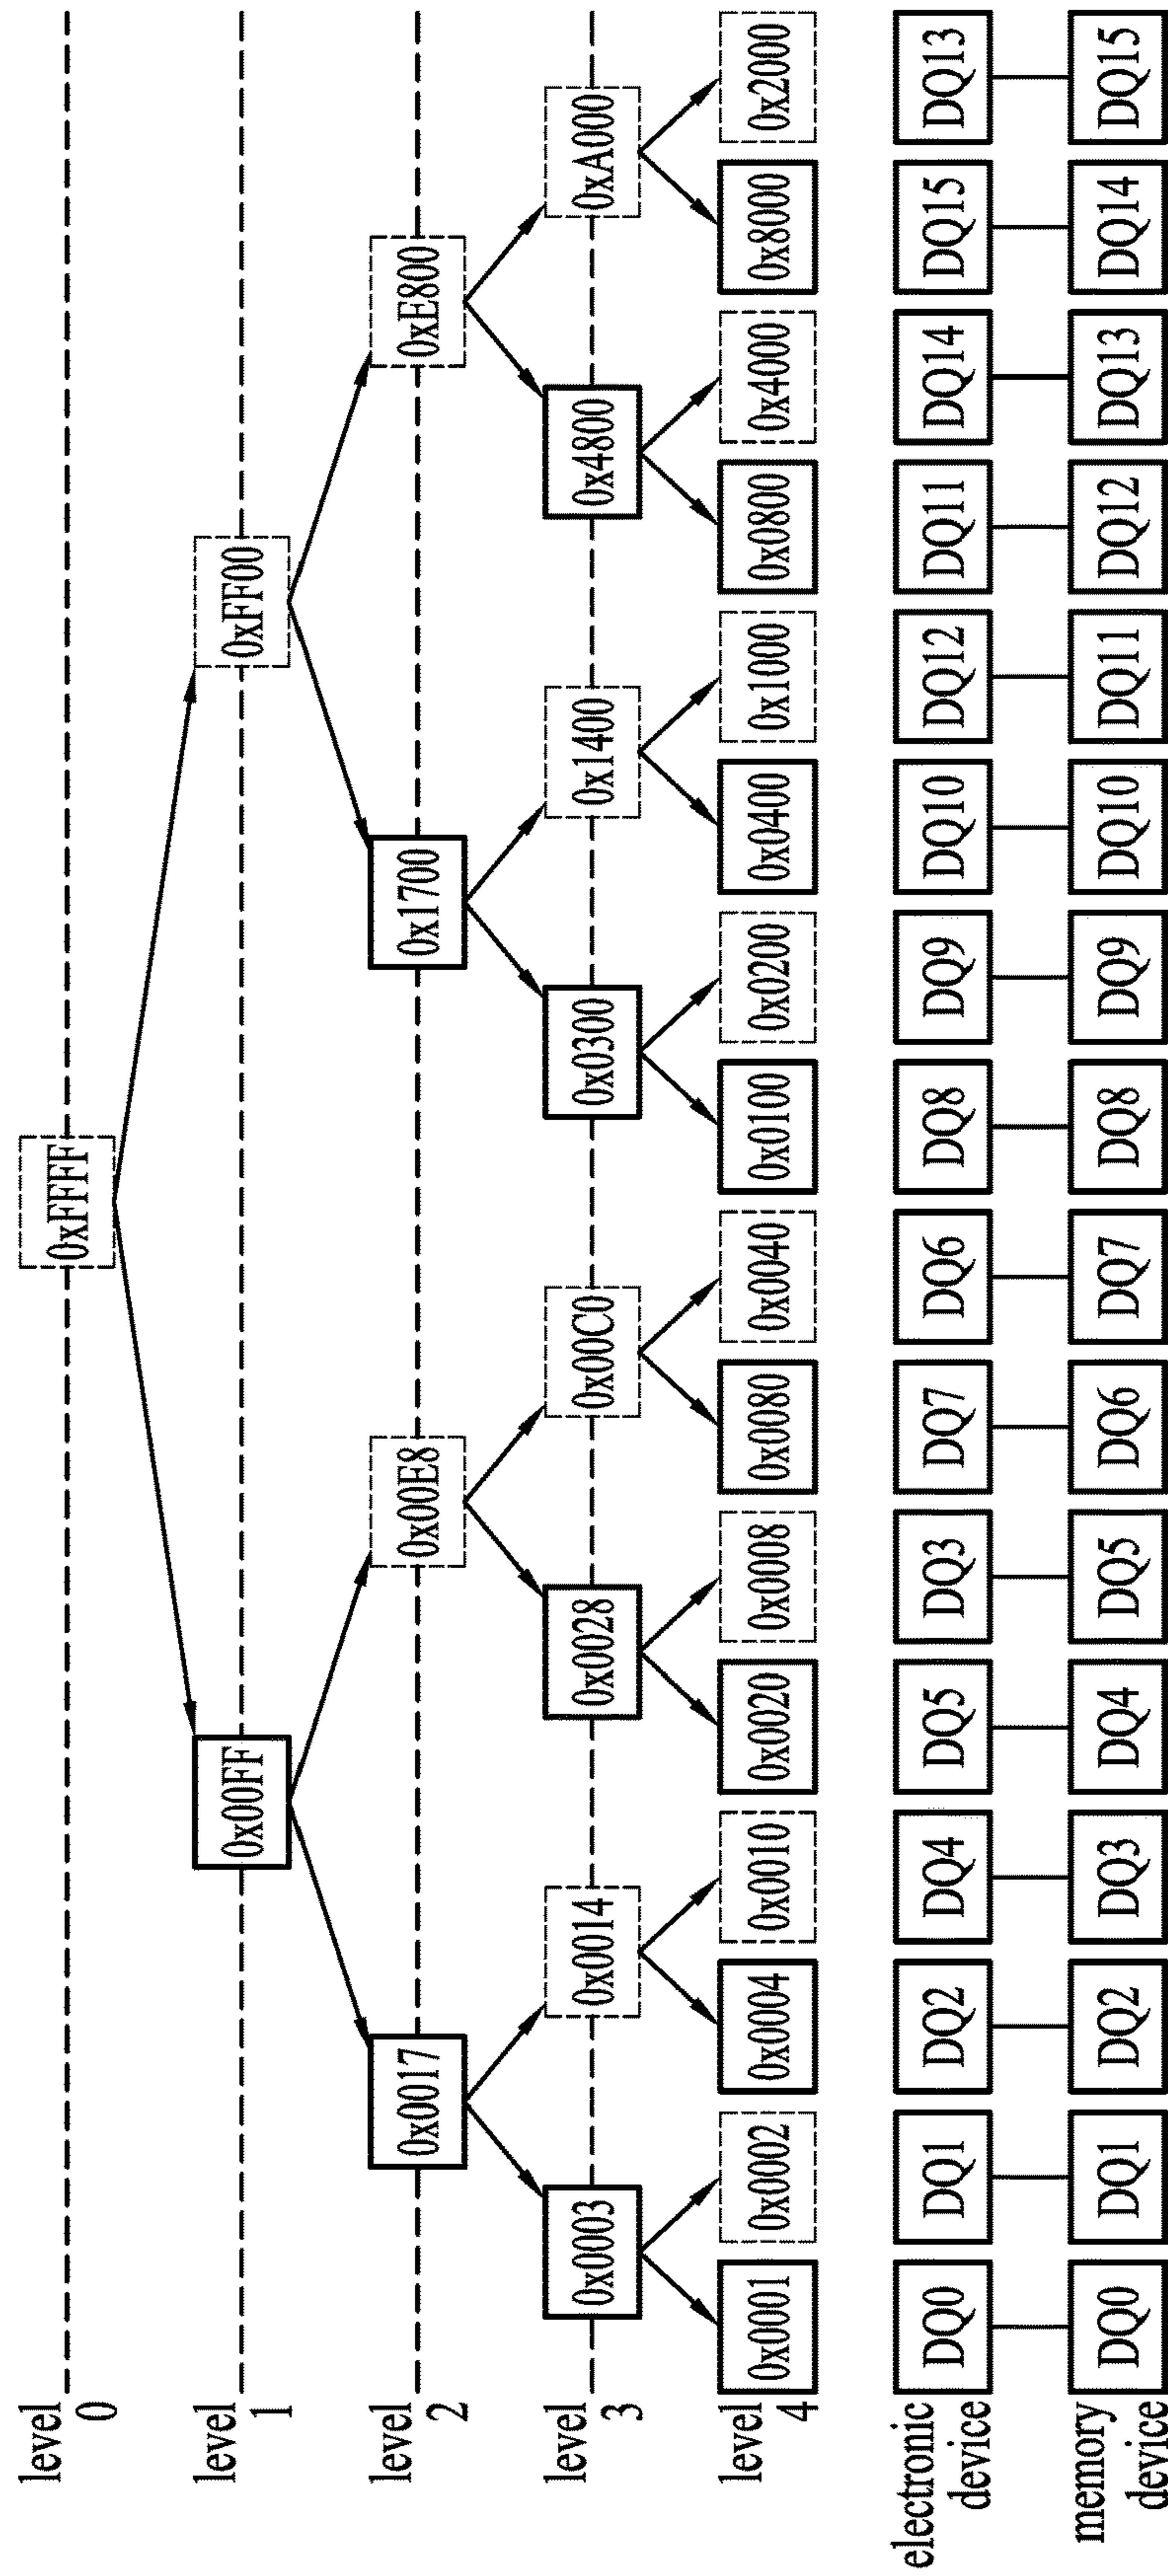 level 0
0xFFFF
level 1
0x00FF
0xFF00
level 2
0x0017
0x00E8
0x1700
0xE800
level 3
0x0003
0x0014
0x0028
0x00C0
0x0300
0x1400
0x4800
0xA000
level 4
0x0001
0x0002
0x0004
0x0010
0x0020
0x0008
0x0080
0x0040
0x0100
0x0200
0x0400
0x1000
0x0800
0x4000
0x8000
0x2000
electronic device
DQ0
DQ1
DQ2
DQ4
DQ5
DQ3
DQ7
DQ6
DQ8
DQ9
DQ10
DQ12
DQ11
DQ14
DQ15
DQ13
memory device
DQ0
DQ1
DQ2
DQ3
DQ4
DQ5
DQ6
DQ7
DQ8
DQ9
DQ10
DQ11
DQ12
DQ13
DQ14
DQ15